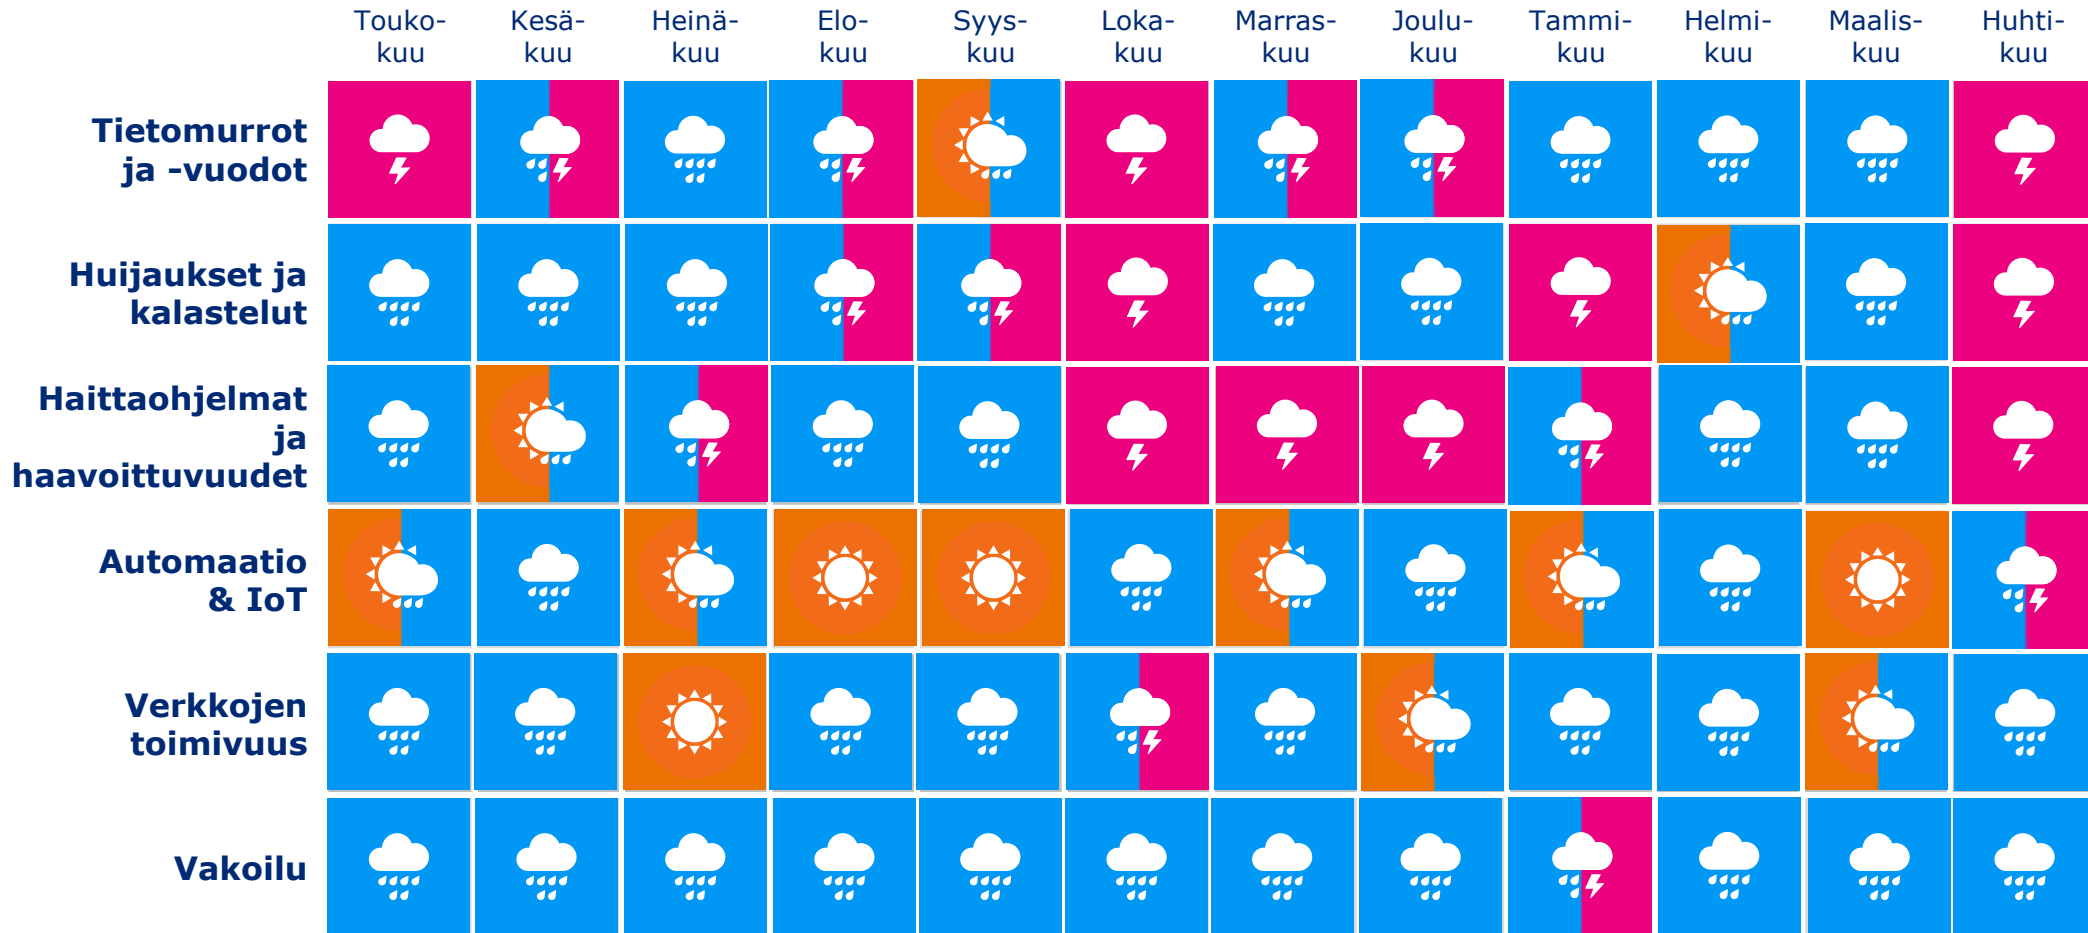 Touko-
kuu
Kesä-
kuu
Heinä-
kuu
Elo-
kuu
Syys-
kuu
Loka-
kuu
Marras-
kuu
Joulu-
kuu
Tammi-
kuu
Helmi-
kuu
Maalis-
kuu
Huhti-
kuu
Tietomurrot
ja -vuodot
Huijaukset ja
kalastelut
Haittaohjelmat
ja
haavoittuvuudet
Automaatio
& IoT
Verkkojen
toimivuus
Vakoilu